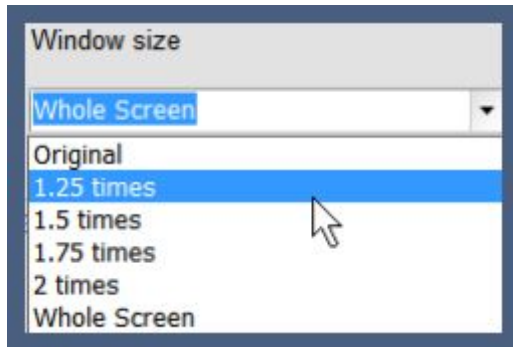 Window size
Whole Screen
Original
1.25 times
1.5 times
1.75 times
2 times
Whole Screen